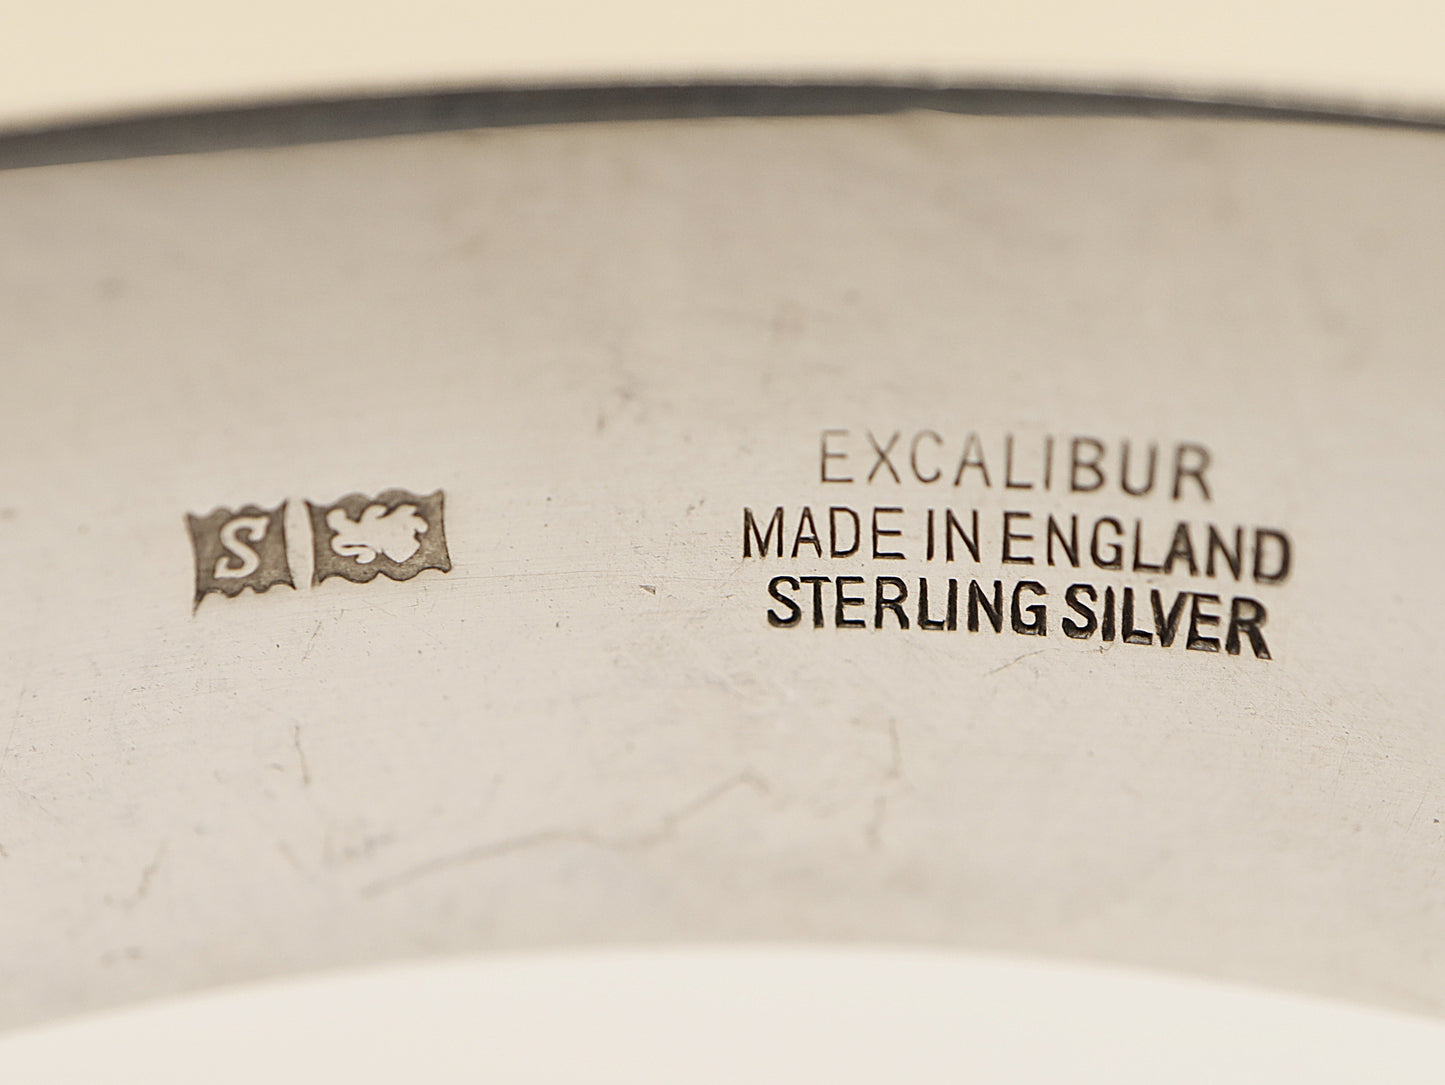 S
EXCALIBUR
MADE IN ENGLAND
STERLING SILVER